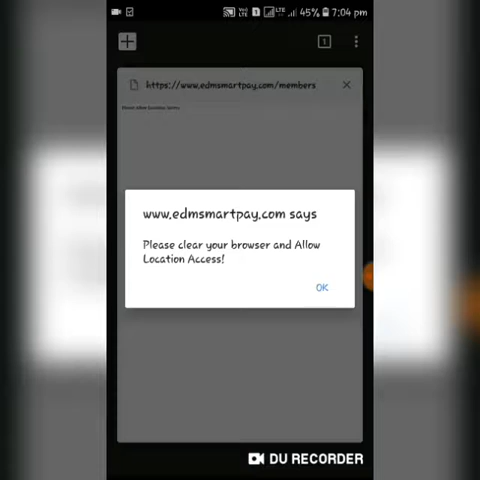 45% 7:04 pm
1
https://www.edmsmartpay.com/members
www.edmsmartpay.com says
Please clear your browser and Allow
Location Access!
OK
DU RECORDER